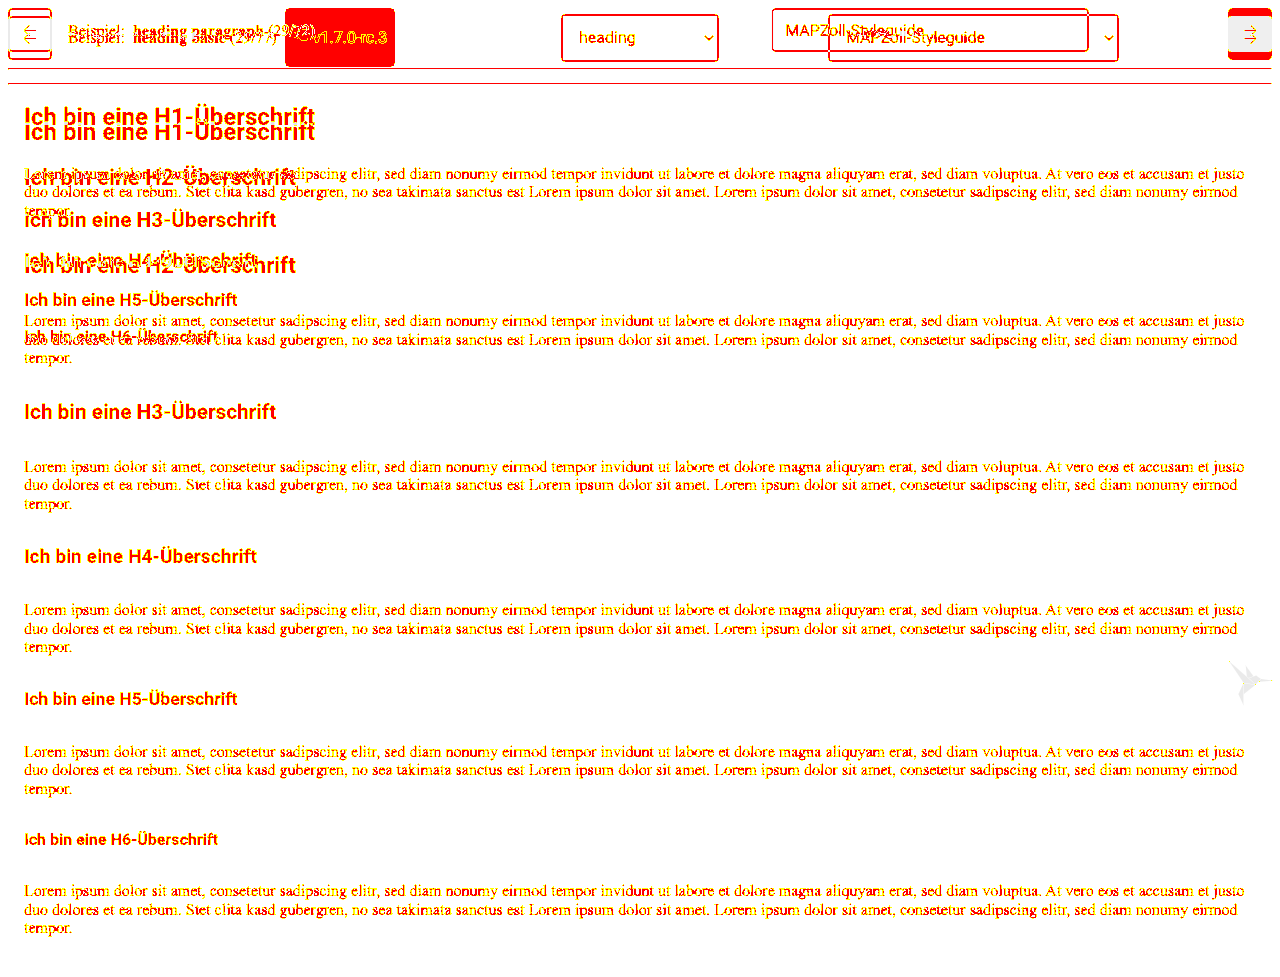 Beispiel: heading paragraph (29/72)
Beispiel: heading basic
v1.7.0-rc.3
heading
MAPZoll-Styleguide
MAPZoll-Styleguide
Ich bin eine H1-Überschrift
Ich bin eine H1-Überschrift
Ich bin eine H2-Überschrift
Lorem ipsum dolor sit amet, consetetur sadipscing elitr, sed diam nonumy eirmod tempor invidunt ut labore et dolore magna aliquyam erat, sed diam voluptua. At vero eos et accusam et justo
duo dolores et ea rebum. Stet clita kasd gubergren, no sea takimata sanctus est Lorem ipsum dolor sit amet. Lorem ipsum dolor sit amet, consetetur sadipscing elitr, sed diam nonumy eirmod
tempor.
Ich bin eine H3-Überschrift
Ich bin eine H4-Überschrift
Ich bin eine H2-Überschrift
Ich bin eine H5-Überschrift
Lorem ipsum dolor sit amet, consetetur sadipscing elitr, sed diam nonumy eirmod tempor invidunt ut labore et dolore magna aliquyam erat, sed diam voluptua. At vero eos et accusam et justo
Ich bin eine H6-Überschrift
duo dolores et ea rebum. Stet clita kasd gubergren, no sea takimata sanctus est Lorem ipsum dolor sit amet. Lorem ipsum dolor sit amet, consetetur sadipscing elitr, sed diam nonumy eirmod
tempor.
Ich bin eine H3-Überschrift
Lorem ipsum dolor sit amet, consetetur sadipscing elitr, sed diam nonumy eirmod tempor invidunt ut labore et dolore magna aliquyam erat, sed diam voluptua. At vero eos et accusam et justo
duo dolores et ea rebum. Stet clita kasd gubergren, no sea takimata sanctus est Lorem ipsum dolor sit amet. Lorem ipsum dolor sit amet, consetetur sadipscing elitr, sed diam nonumy eirmod
tempor.
Ich bin eine H4-Überschrift
Lorem ipsum dolor sit amet, consetetur sadipscing elitr, sed diam nonumy eirmod tempor invidunt ut labore et dolore magna aliquyam erat, sed diam voluptua. At vero eos et accusam et justo
duo dolores et ea rebum. Stet clita kasd gubergren, no sea takimata sanctus est Lorem ipsum dolor sit amet. Lorem ipsum dolor sit amet, consetetur sadipscing elitr, sed diam nonumy eirmod
tempor.
Ich bin eine H5-Überschrift
Lorem ipsum dolor sit amet, consetetur sadipscing elitr, sed diam nonumy eirmod tempor invidunt ut labore et dolore magna aliquyam erat, sed diam voluptua. At vero eos et accusam et justo
duo dolores et ea rebum. Stet clita kasd gubergren, no sea takimata sanctus est Lorem ipsum dolor sit amet. Lorem ipsum dolor sit amet, consetetur sadipscing elitr, sed diam nonumy eirmod
tempor.
Ich bin eine H6-Überschrift
Lorem ipsum dolor sit amet, consetetur sadipscing elitr, sed diam nonumy eirmod tempor invidunt ut labore et dolore magna aliquyam erat, sed diam voluptua. At vero eos et accusam et justo
duo dolores et ea rebum. Stet clita kasd gubergren, no sea takimata sanctus est Lorem ipsum dolor sit amet. Lorem ipsum dolor sit amet, consetetur sadipscing elitr, sed diam nonumy eirmod
tempor.